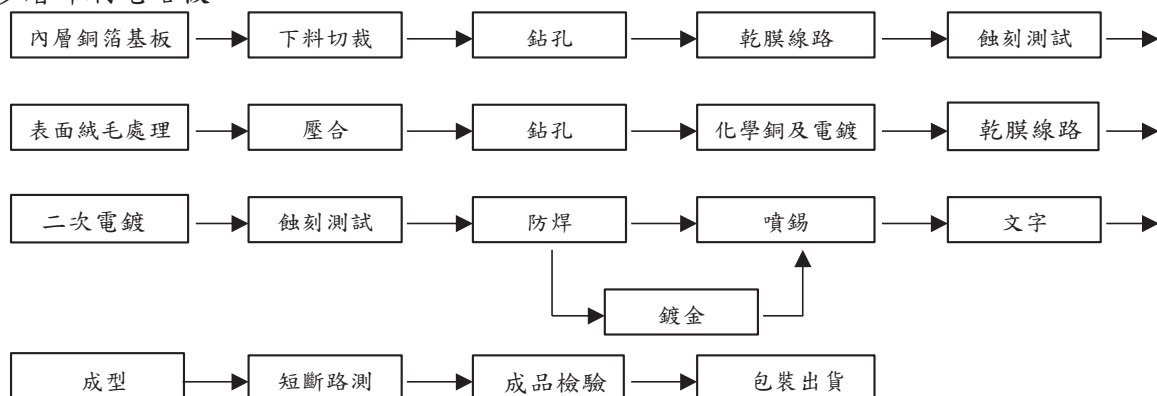 內層銅箔基板 下料切裁 鉆孔 乾膜線路 蝕刻測試
表面絨毛處理 壓合 鉆孔 化學銅及電鍍 乾膜線路
二次電鍍 蝕刻測試 防焊 噴錫 文字
鍍金
成型 短斷路測 成品檢驗 包裝出貨